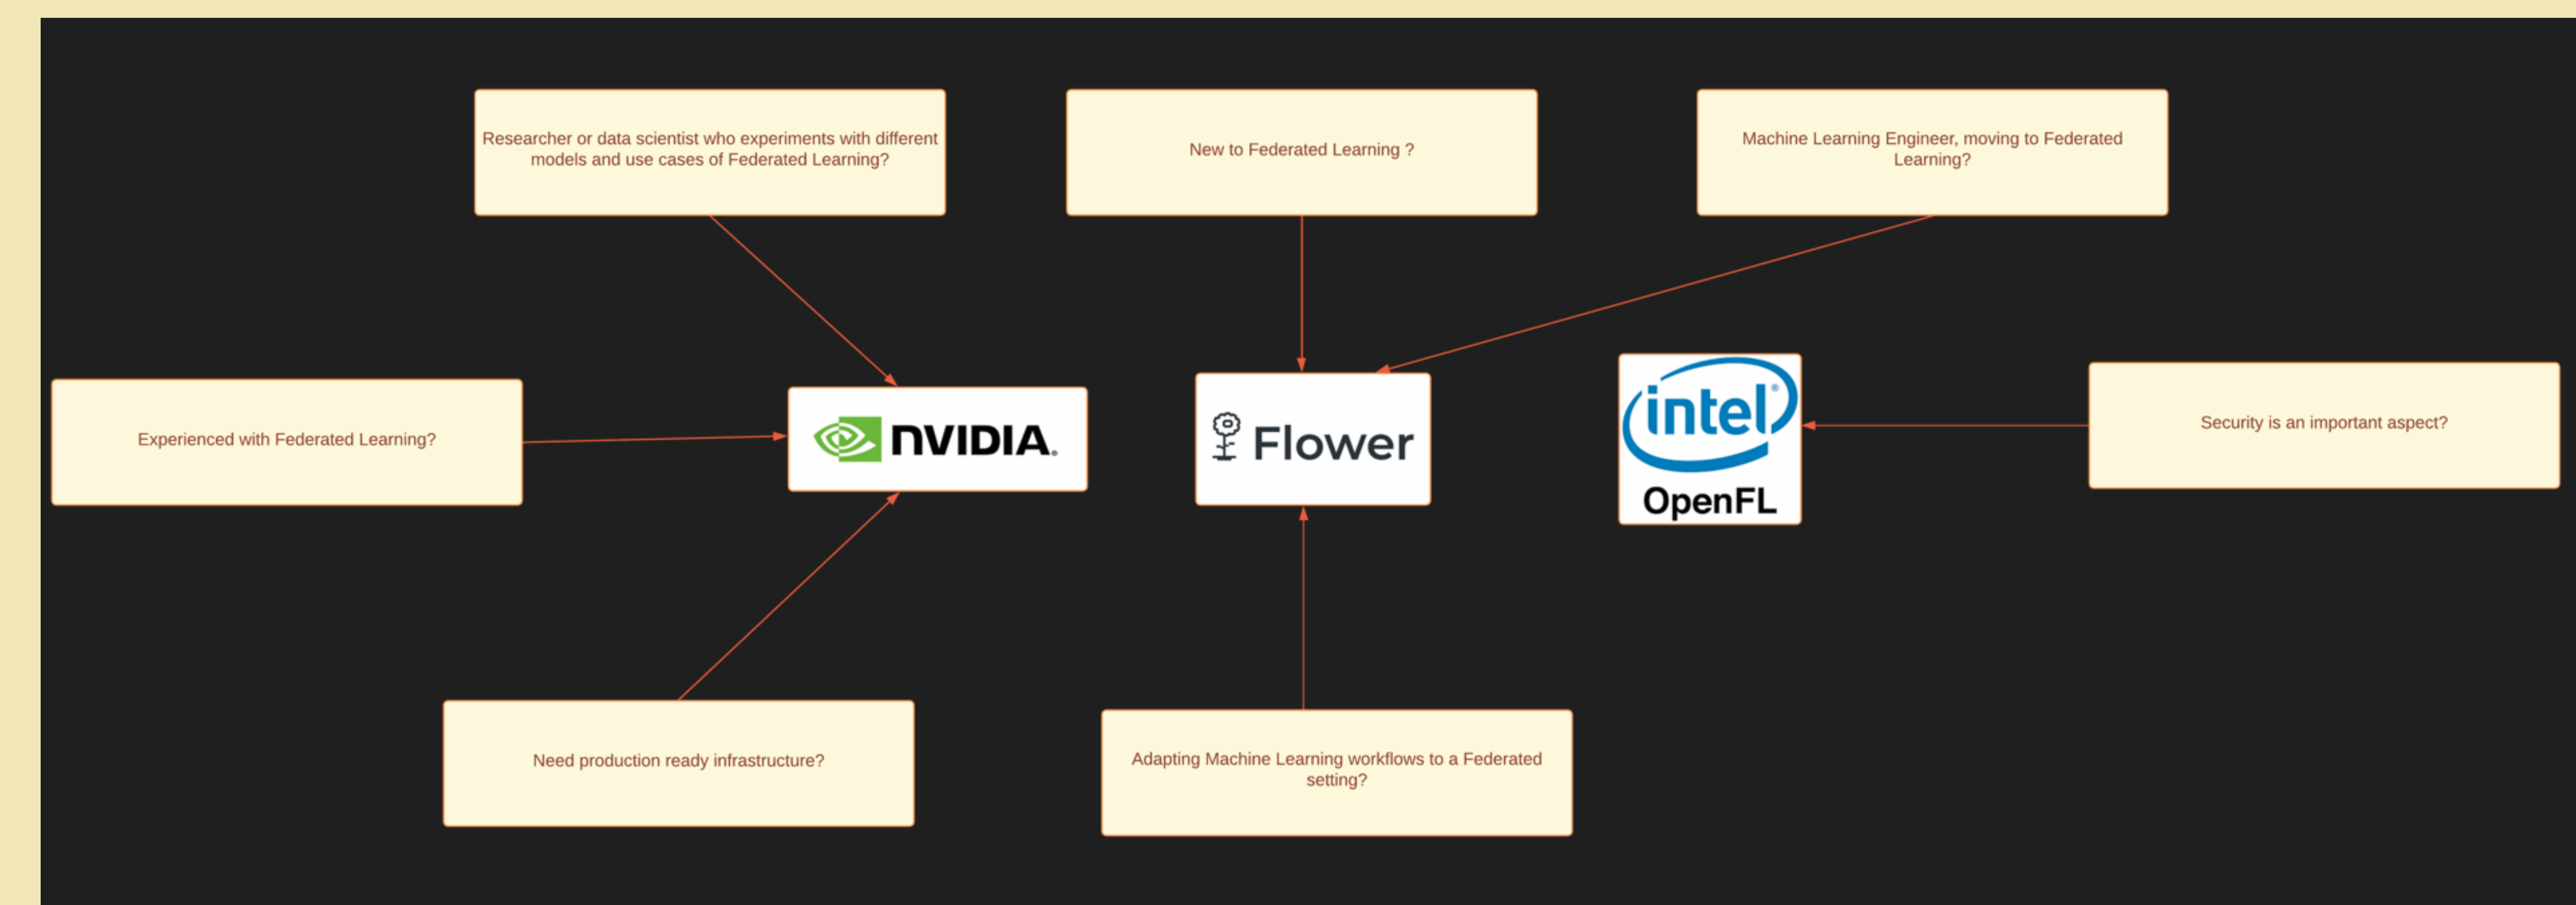 Researcher or data scientist who experiments with different
models and use cases of Federated Learning?
New to Federated Learning ?
Machine Learning Engineer, moving to Federated
Learning?
Experienced with Federated Learning?
NVIDIA.
Flower
intel®
OpenFL
Security is an important aspect?
Need production ready infrastructure?
Adapting Machine Learning workflows to a Federated
setting?